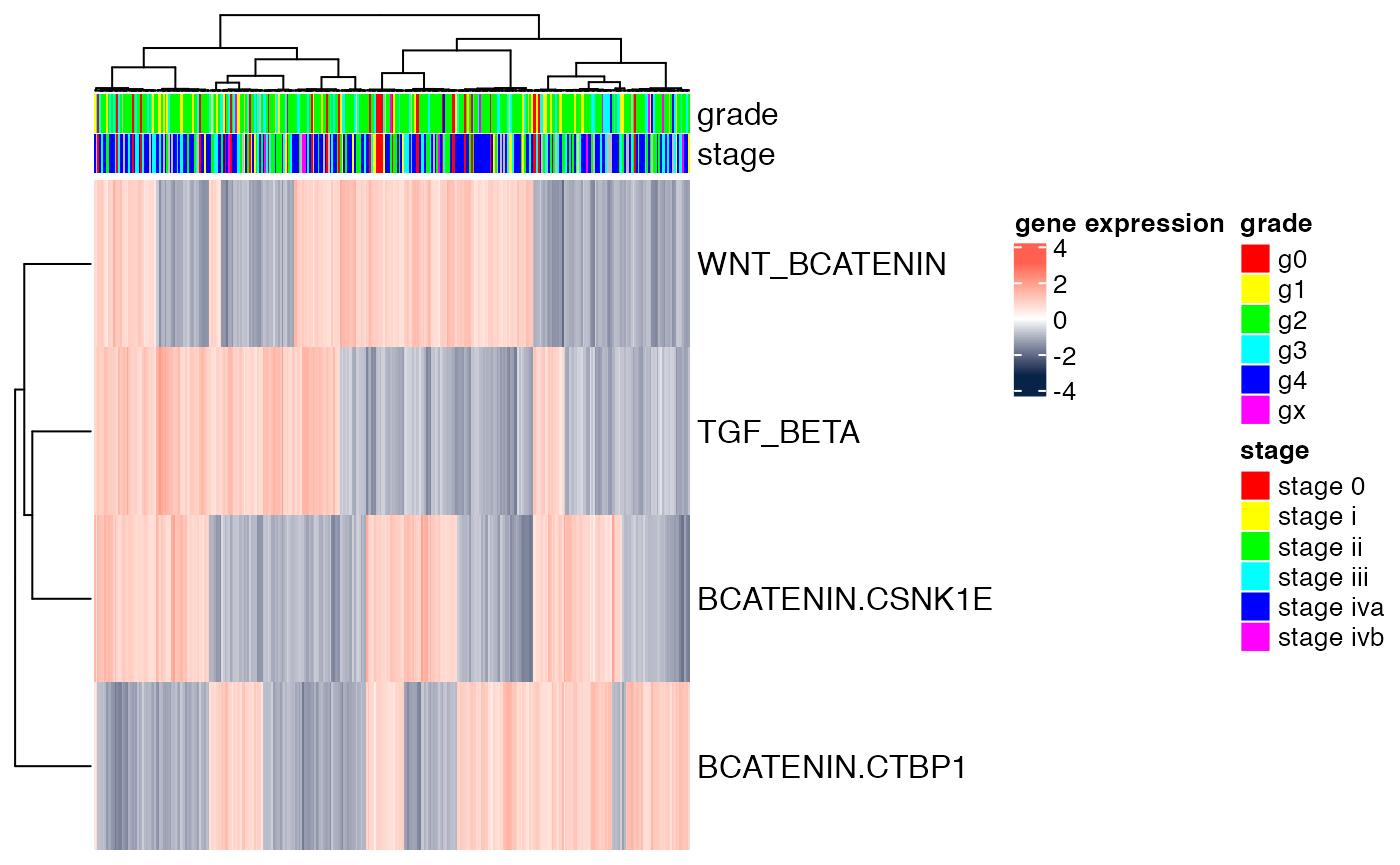 grade
stage
WNT_BCATENIN
TGF_BETA
BCATENIN.CSNK1E
BCATENIN.CTBP1
gene expression
4
2
0
-2
-4
grade
g0
g1
g2
g3
g4
gx
stage
stage 0
stage i
stage ii
stage iii
stage iva
stage ivb